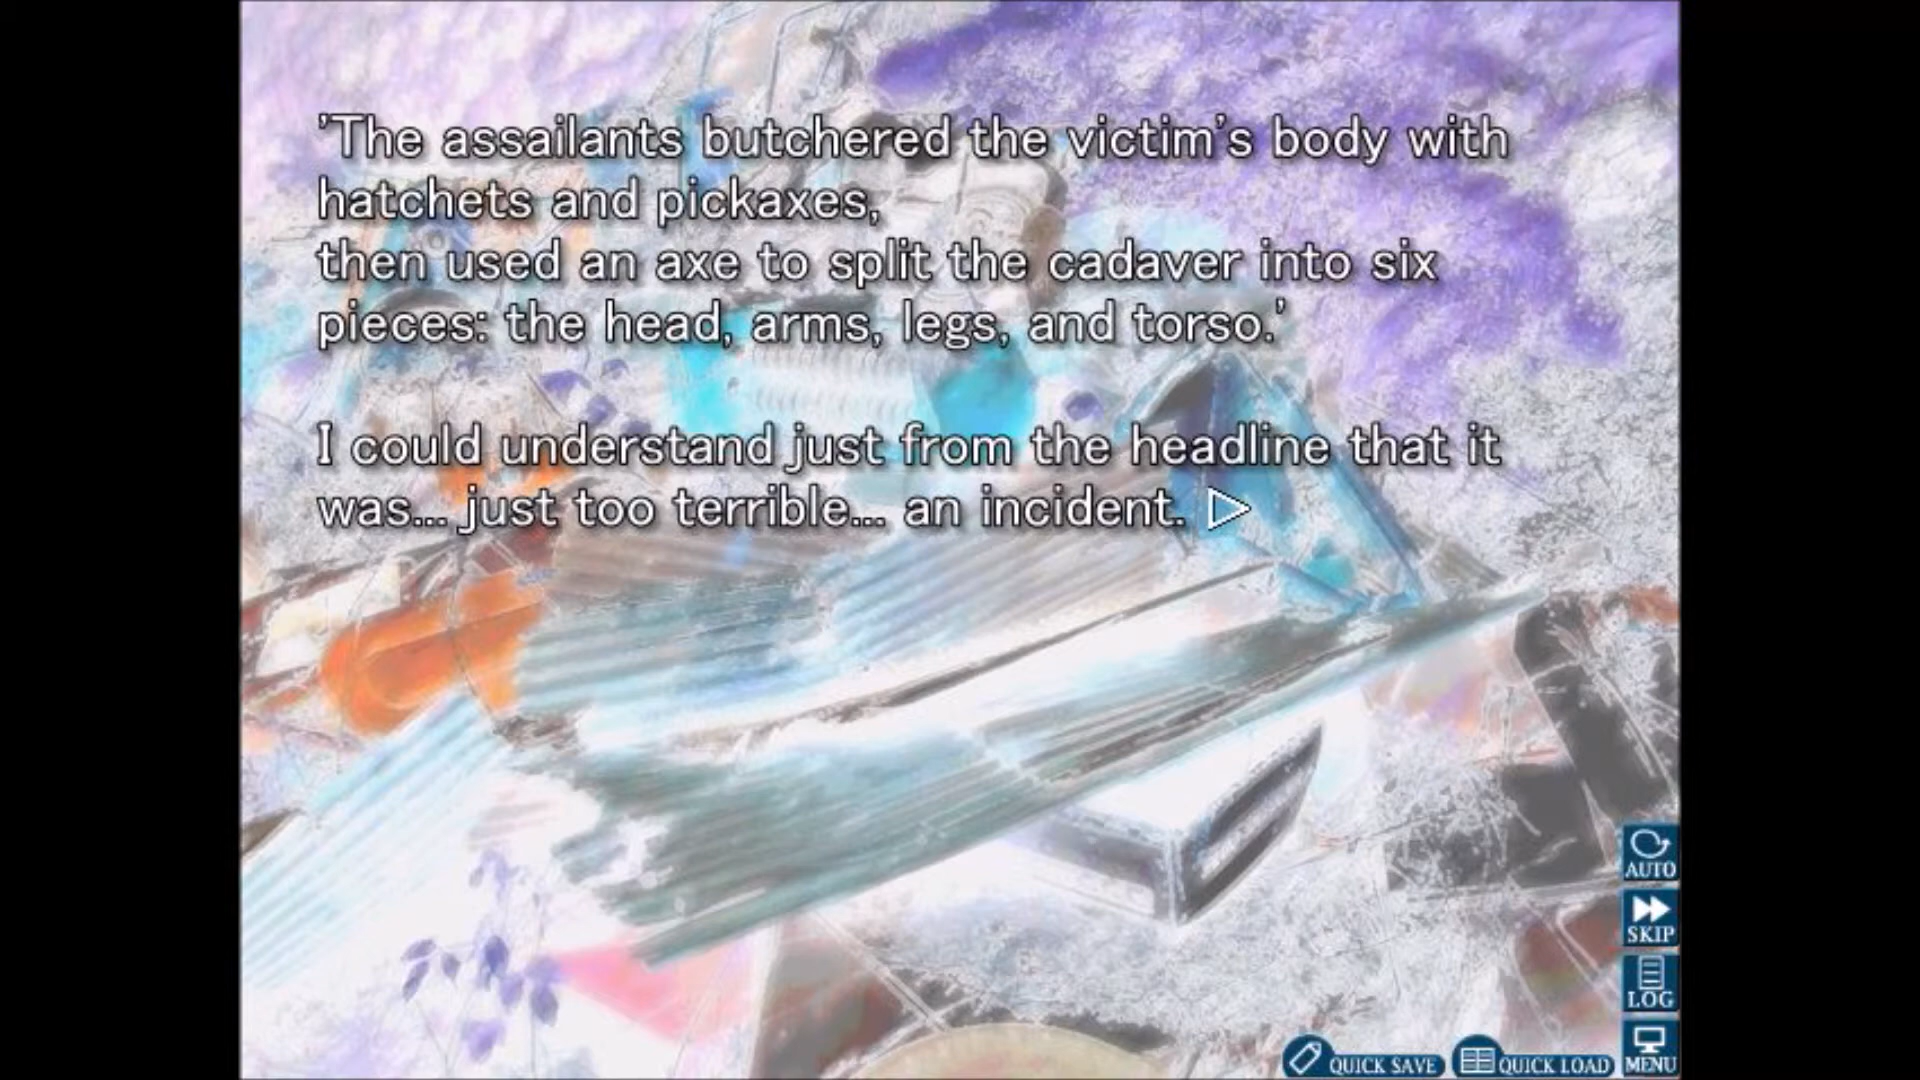 'The assailants butchered the victim's body with
hatchets and pickaxes,
then used an axe to split the cadaver into six
pieces: the head, arms, legs, and torso.'
I could understand just from the headline that it
was... just too terrible... an incident.
AUTO
SKIP
LOG
MENU
QUICK SAVE
QUICK LOAD